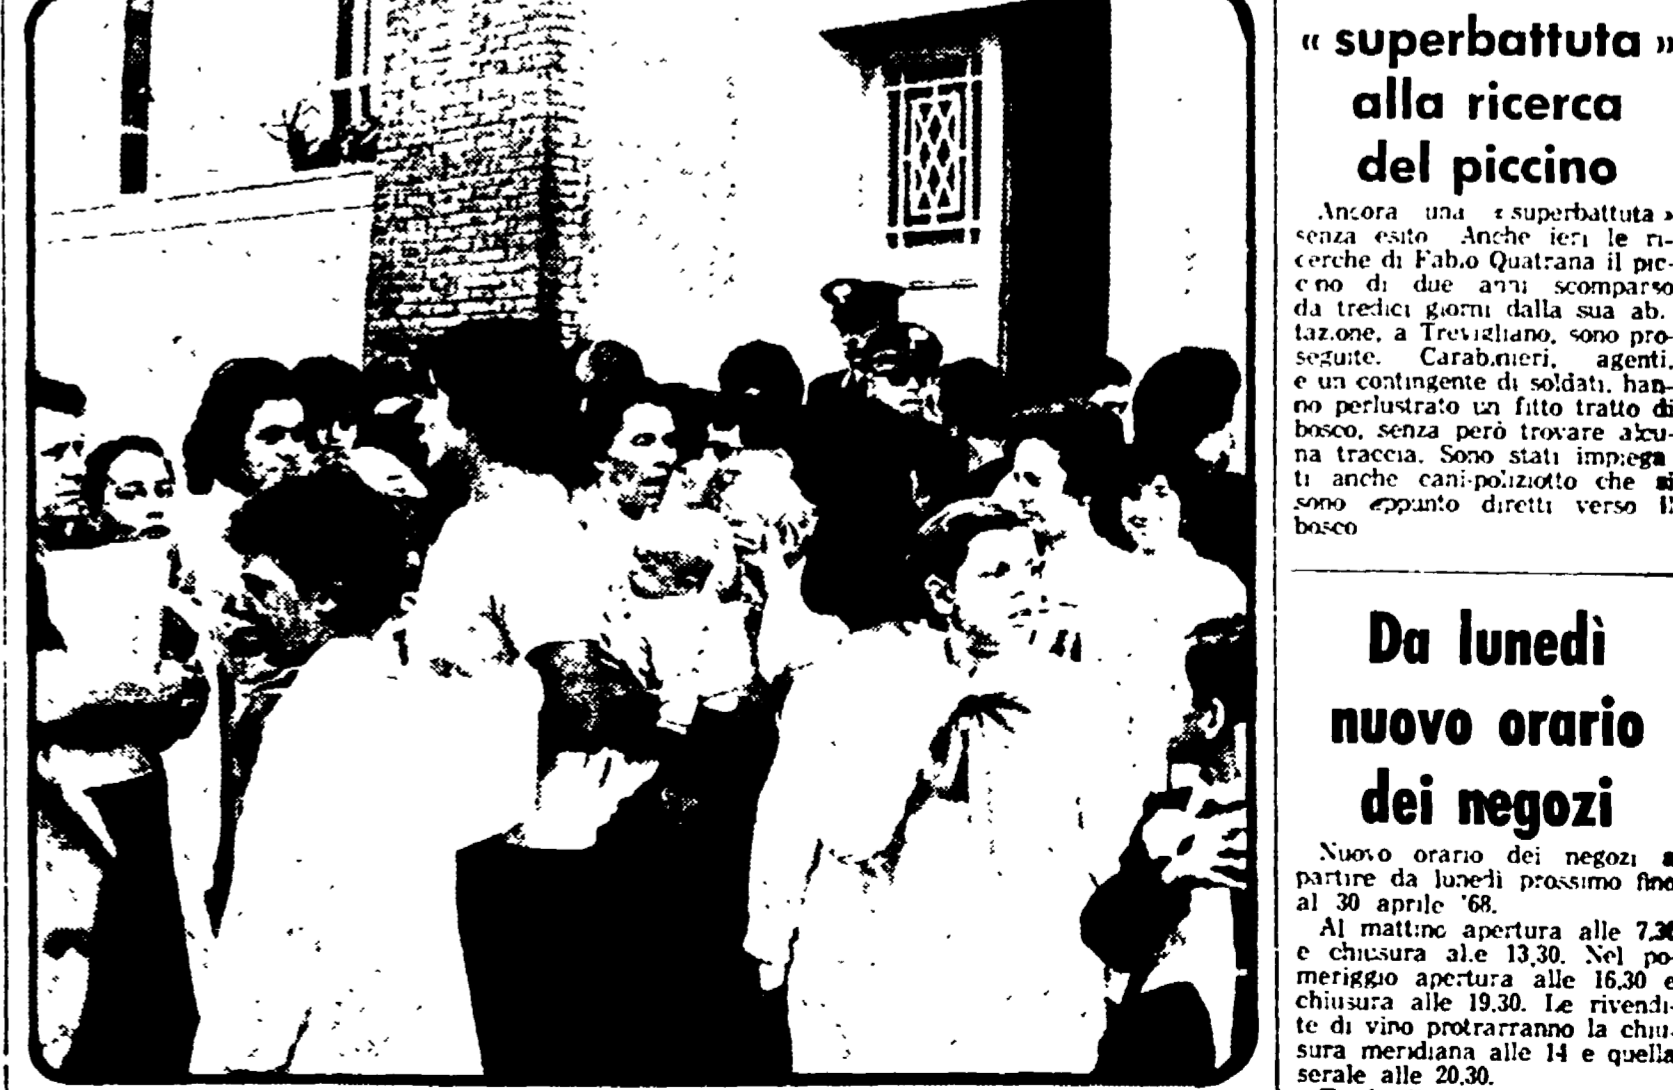 « superbattuta »
alla ricerca
del piccino
Ancora una « superbattuta »
senza esito Anche ieri le ri-
cerche di Fabio Quatrana il pic-
cino di due anni scomparso
da tredici giorni dalla sua abi-
tazione, a Trevigliano, sono pro-
seguite. Carabinieri, agenti,
e un contingente di soldati, han-
no perlustrato un fitto tratto di
bosco, senza però trovare alcu-
na traccia. Sono stati impiega
ti anche cani-poliziotto che si
sono appunto diretti verso il
bosco
Da lunedì
nuovo orario
dei negozi
Nuovo orario dei negozi a
partire da lunedì prossimo fino
al 30 aprile '68.
Al mattino apertura alle 7,30
e chiusura alle 13,30. Nel po-
meriggio apertura alle 16,30 e
chiusura alle 19,30. Le rivendi-
te di vino protrarranno la chiu-
sura meridiana alle 14 e quella
serale alle 20,30.